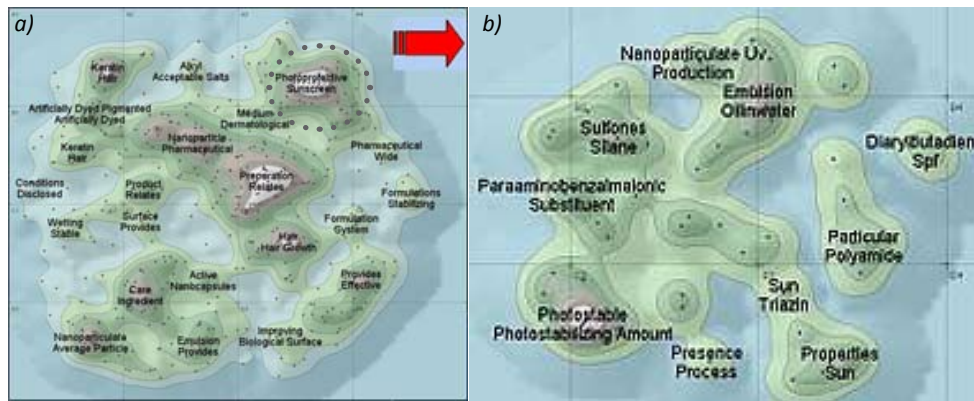 a)
Keratin
Hair
Alkyl
Acceptable Salts
Photoprotective
Sunscreen
Artificially Dyed Pigmented
Artificially Dyed
Medium
Dermatological
Nanoparticle
Pharmaceutical
Keratin
Hair
Pharmaceutical
Wide
Conditions
Disclosed
Product
Relates
Preparation
Relates
Formulations
Stabilizing
Wetting
Stable
Surface
Provides
Formulation
System
Hair
Hair Growth
Care
Ingredient
Active
Nanocapsules
Provides
Effective
Nanoparticulate
Average Particle
Emulsion
Provides
Improving
Biological Surface
b)
Nanoparticulate Uv.
Production
Emulsion
Oilinwater
Sulfones
Silane
Diarylbutadien
Spf
Paraaminobenzalmalonic
Substituent
Particular
Polyamide
Sun
Triazin
Photostable
Photostabilizing Amount
Presence
Process
Properties
Sun